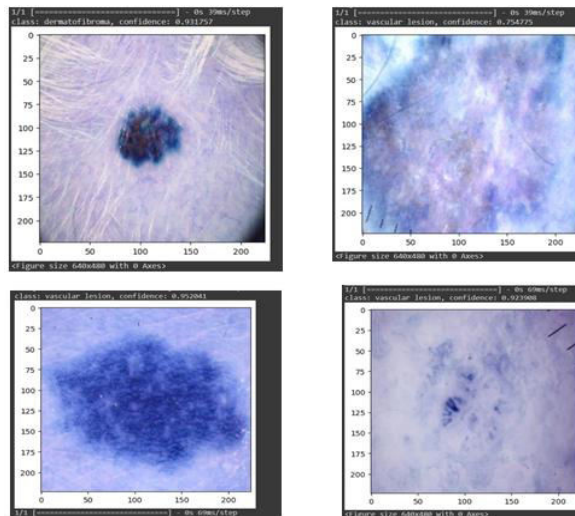 1/1 [==============================] - 0s 39ms/step
class: dermatofibroma, confidence: 0.931757
0
25
50
75
100
125
150
175
200
0 50 100 150 200
<Figure size 640x480 with 0 Axes>
1/1 [==============================] - 0s 39ms/step
class: vascular lesion, confidence: 0.754775
0
25
50
75
100
125
150
175
200
0 50 100 150 200
<Figure size 640x480 with 0 Axes>
class: vascular lesion, confidence: 0.952041
0
25
50
75
100
125
150
175
200
0 50 100 150 200
1/1 [==============================] - 0s 69ms/step
1/1 [==============================] - 0s 69ms/step
class: vascular lesion, confidence: 0.923908
0
25
50
75
100
125
150
175
200
0 50 100 150 200
<Figure size 640x480 with 0 Axes>